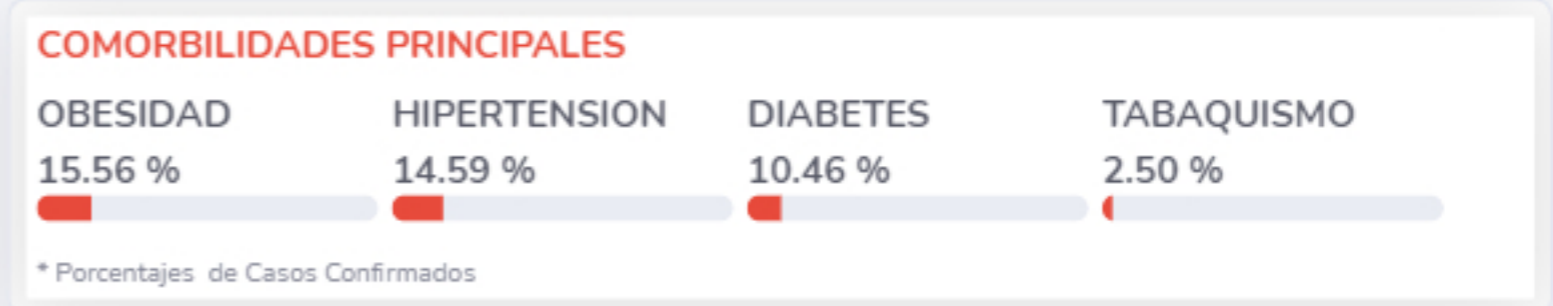 COMORBILIDADES PRINCIPALES
OBESIDAD HIPERTENSION DIABETES TABAQUISMO
15.56 % 14.59 % 10.46 % 2.50 %
* Porcentajes de Casos Confirmados